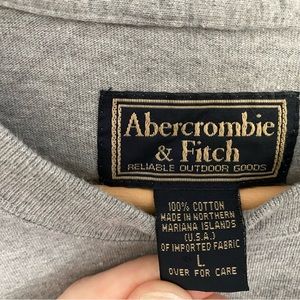 Abercrombie
& Fitch
RELIABLE OUTDOOR GOODS
100% COTTON
MADE IN NORTHERN
MARIANA ISLANDS
(U.S.A.)
OF IMPORTED FABRIC
L
OVER FOR CARE